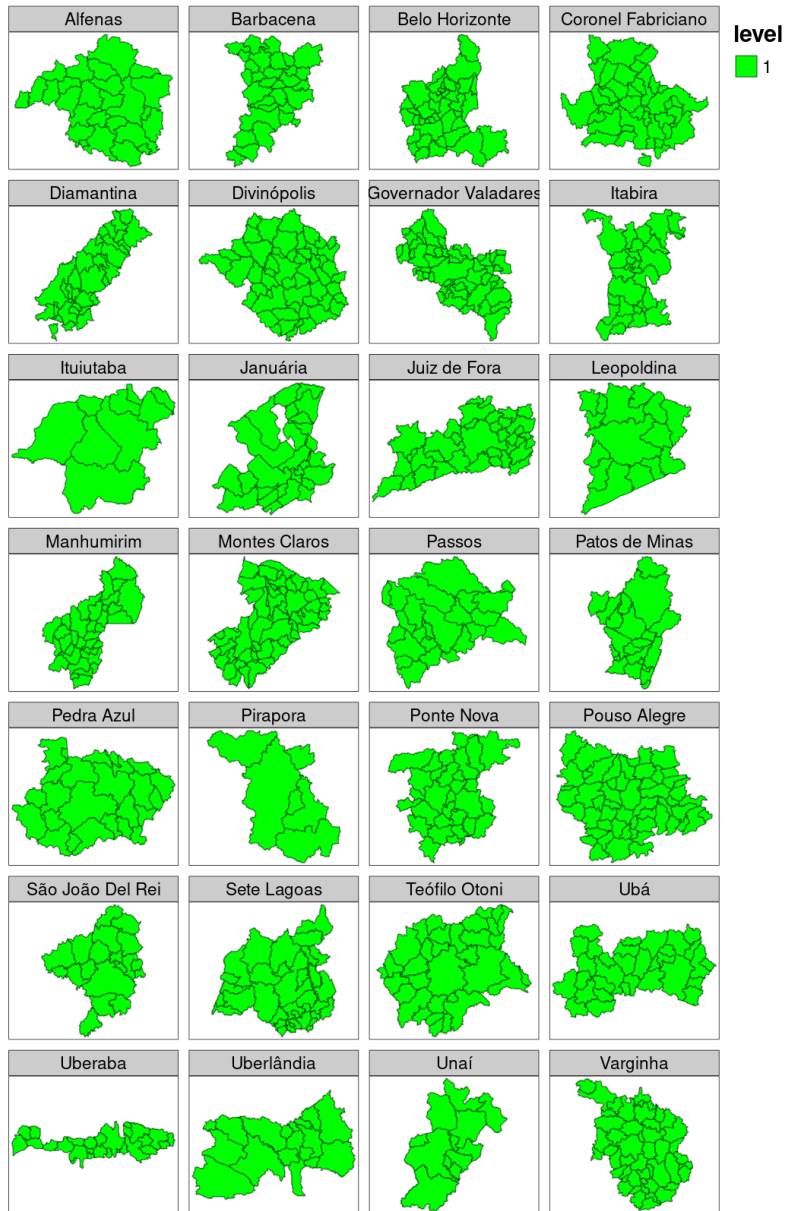 Alfenas
Barbacena
Belo Horizonte
Coronel Fabriciano
level
1
Diamantina
Divinópolis
Governador Valadares
Itabira
Ituiutaba
Januária
Juiz de Fora
Leopoldina
Manhumirim
Montes Claros
Passos
Patos de Minas
Pedra Azul
Pirapora
Ponte Nova
Pouso Alegre
São João Del Rei
Sete Lagoas
Teófilo Otoni
Ubá
Uberaba
Uberlândia
Unaí
Varginha